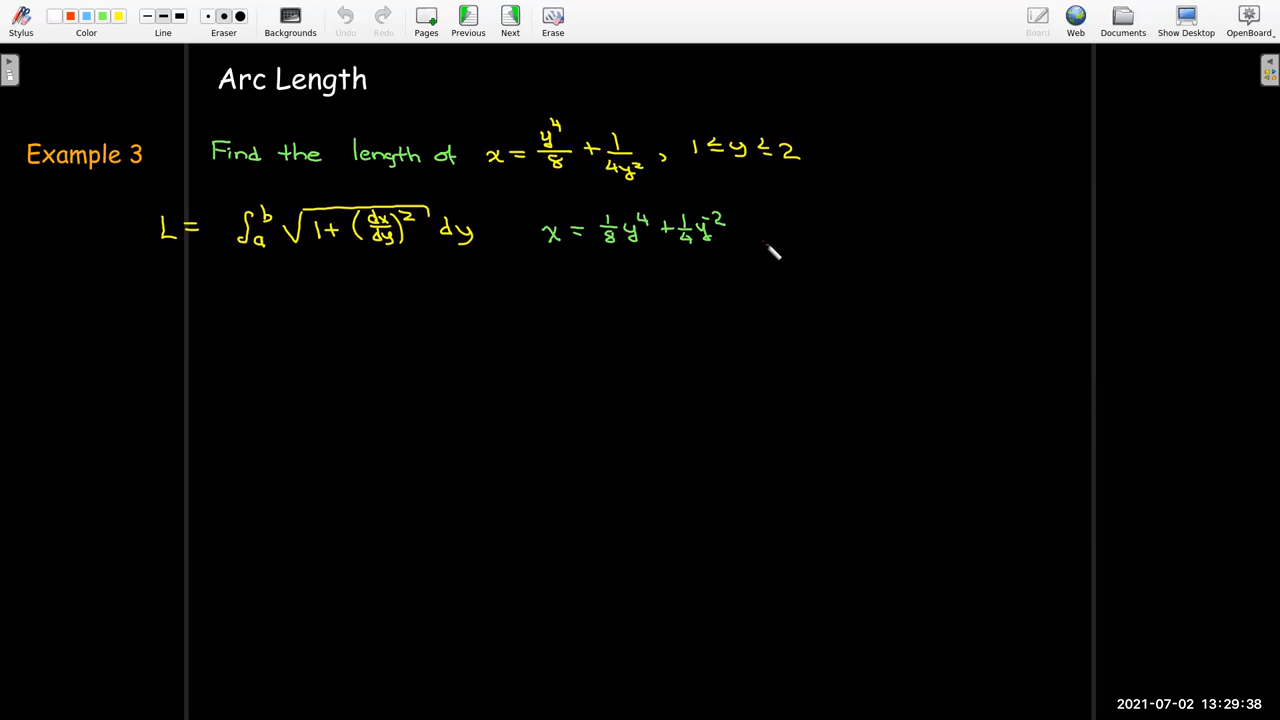 Stylus Color Line Eraser Backgrounds Undo Redo Pages Previous Next Erase Board Web Documents Show Desktop OpenBoard
Arc Length
Example 3 Find the length of x = y⁴/8 + 1/4y², 1 ≤ y ≤ 2
L = ∫ₐᵇ √(1 + (dx/dy)²) dy x = 1/8 y⁴ + 1/4 y⁻²
2021-07-02 13:29:38